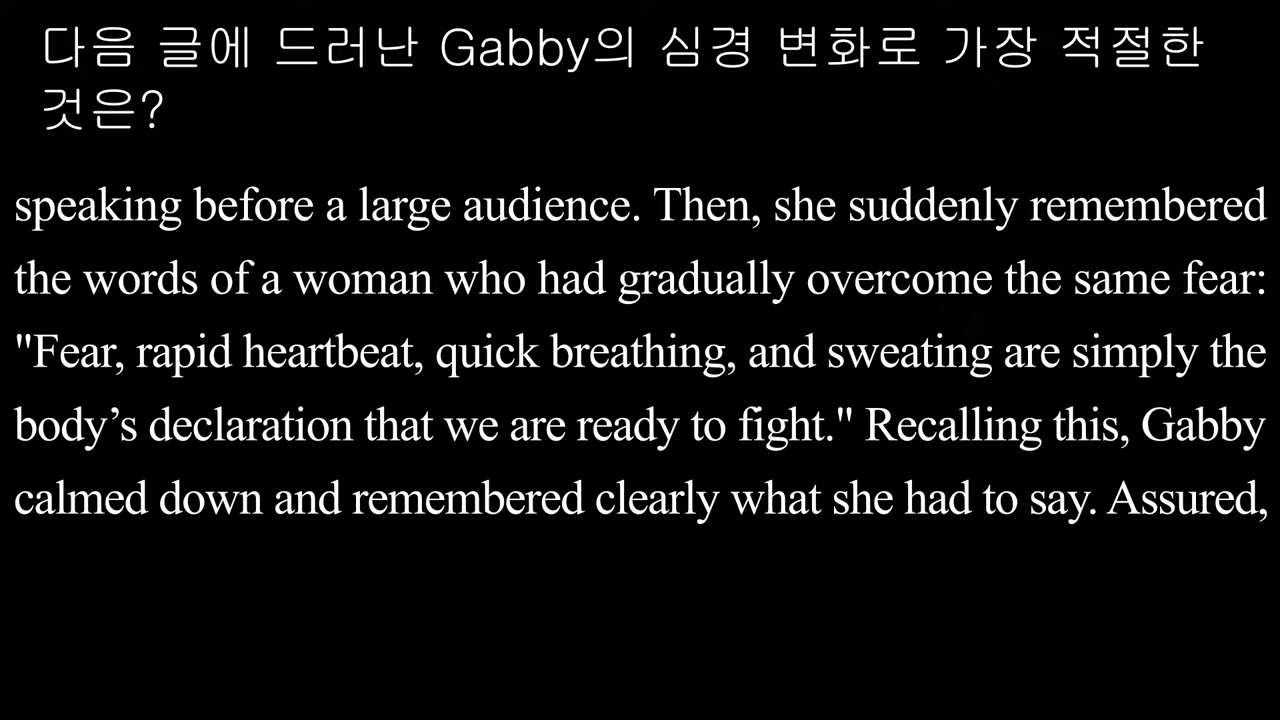 다음 글에 드러난 Gabby의 심경 변화로 가장 적절한
것은?
speaking before a large audience. Then, she suddenly remembered
the words of a woman who had gradually overcome the same fear:
"Fear, rapid heartbeat, quick breathing, and sweating are simply the
body’s declaration that we are ready to fight." Recalling this, Gabby
calmed down and remembered clearly what she had to say. Assured,